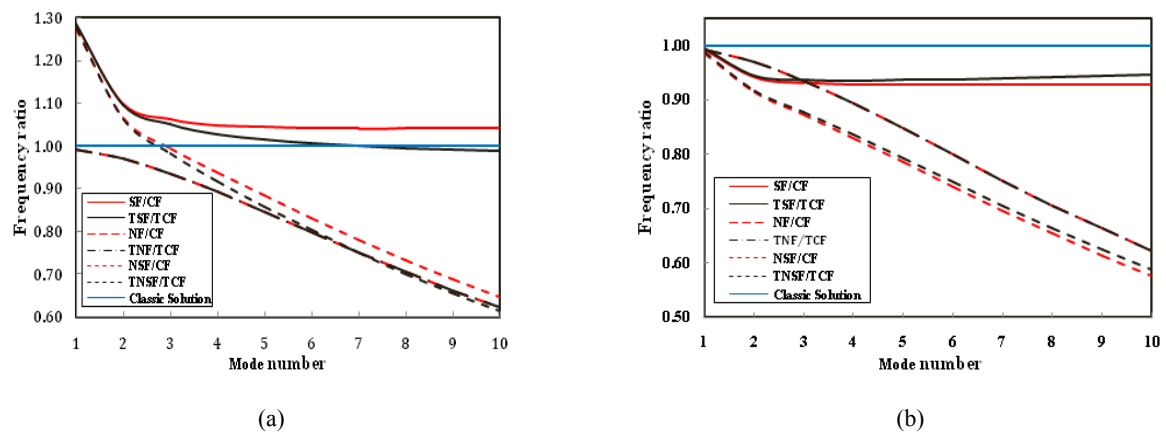 1.30
1.20
1.10
1.00
0.90
0.80
0.70
0.60
Frequency ratio
SF/CF
TSF/TCF
NF/CF
TNF/TCF
NSF/CF
TNSF/TCF
Classic Solution
1 2 3 4 5 6 7 8 9 10
Mode number
(a)
1.00
0.90
0.80
0.70
0.60
0.50
Frequency ratio
SF/CF
TSF/TCF
NF/CF
TNF/TCF
NSF/CF
TNSF/TCF
Classic Solution
1 2 3 4 5 6 7 8 9 10
Mode number
(b)